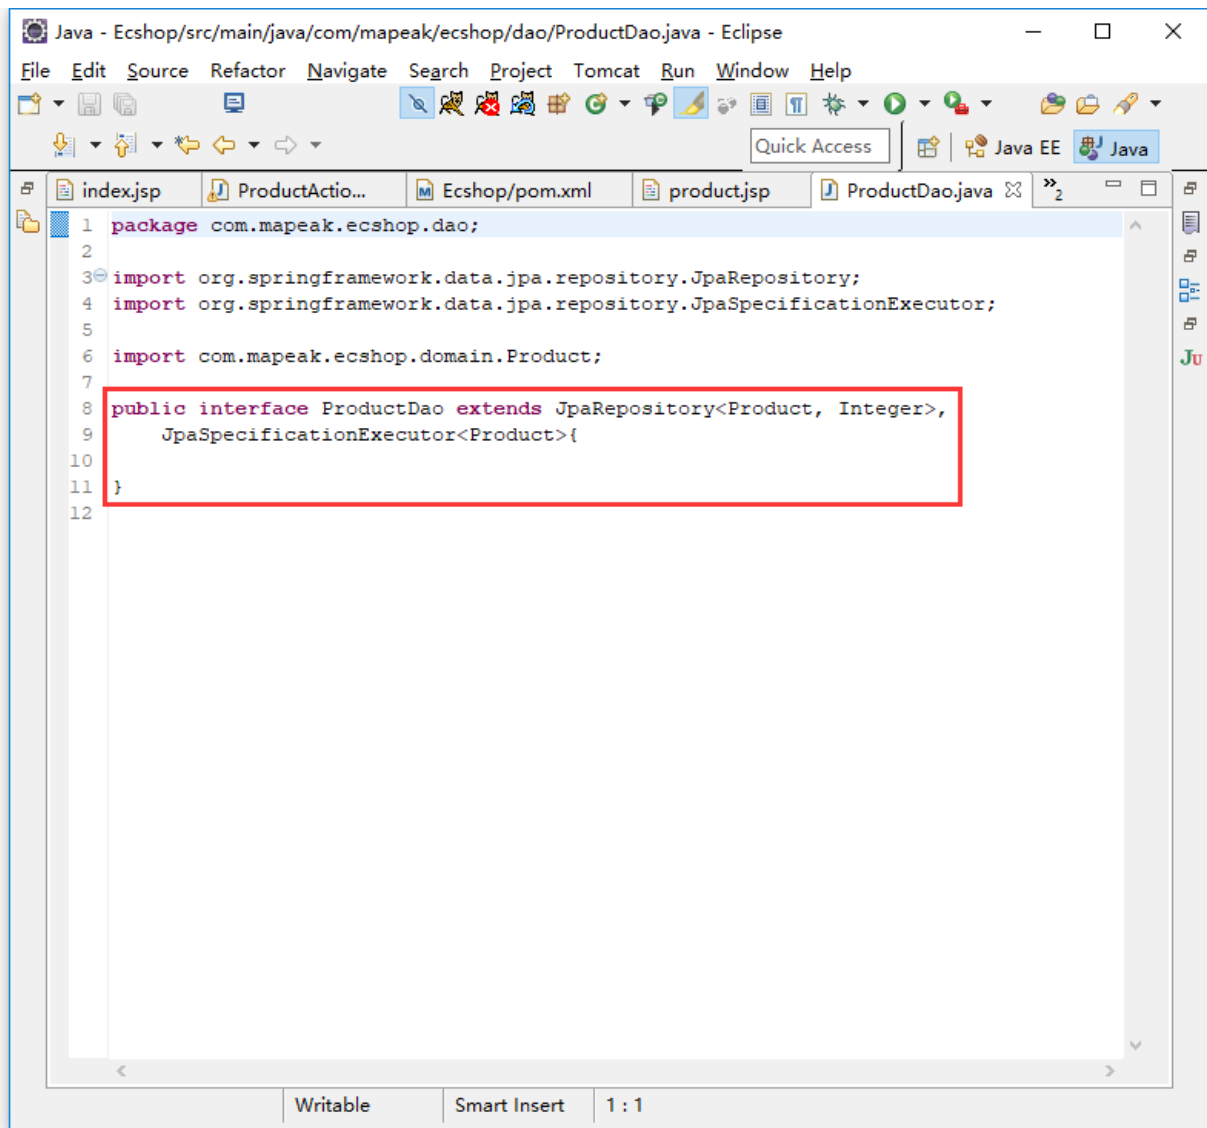 Java - Ecshop/src/main/java/com/mapeak/ecshop/dao/ProductDao.java - Eclipse
File Edit Source Refactor Navigate Search Project Tomcat Run Window Help
Quick Access Java EE Java
index.jsp ProductActio... Ecshop/pom.xml product.jsp ProductDao.java »2
1 package com.mapeak.ecshop.dao;
2
3 import org.springframework.data.jpa.repository.JpaRepository;
4 import org.springframework.data.jpa.repository.JpaSpecificationExecutor;
5
6 import com.mapeak.ecshop.domain.Product;
7
8 public interface ProductDao extends JpaRepository<Product, Integer>,
9 JpaSpecificationExecutor<Product>{
10
11 }
12
Ju
Writable Smart Insert 1 : 1